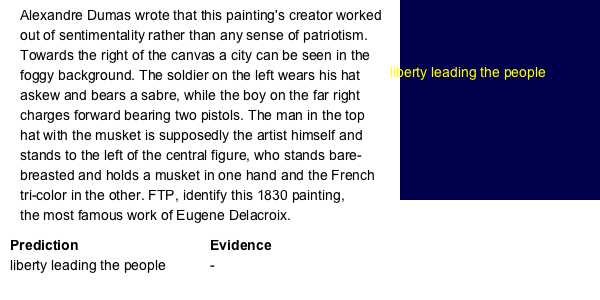 Alexandre Dumas wrote that this painting's creator worked
out of sentimentality rather than any sense of patriotism.
Towards the right of the canvas a city can be seen in the
foggy background. The soldier on the left wears his hat
askew and bears a sabre, while the boy on the far right
charges forward bearing two pistols. The man in the top
hat with the musket is supposedly the artist himself and
stands to the left of the central figure, who stands bare-
breasted and holds a musket in one hand and the French
tri-color in the other. FTP, identify this 1830 painting,
the most famous work of Eugene Delacroix.
liberty leading the people
Prediction Evidence
liberty leading the people -